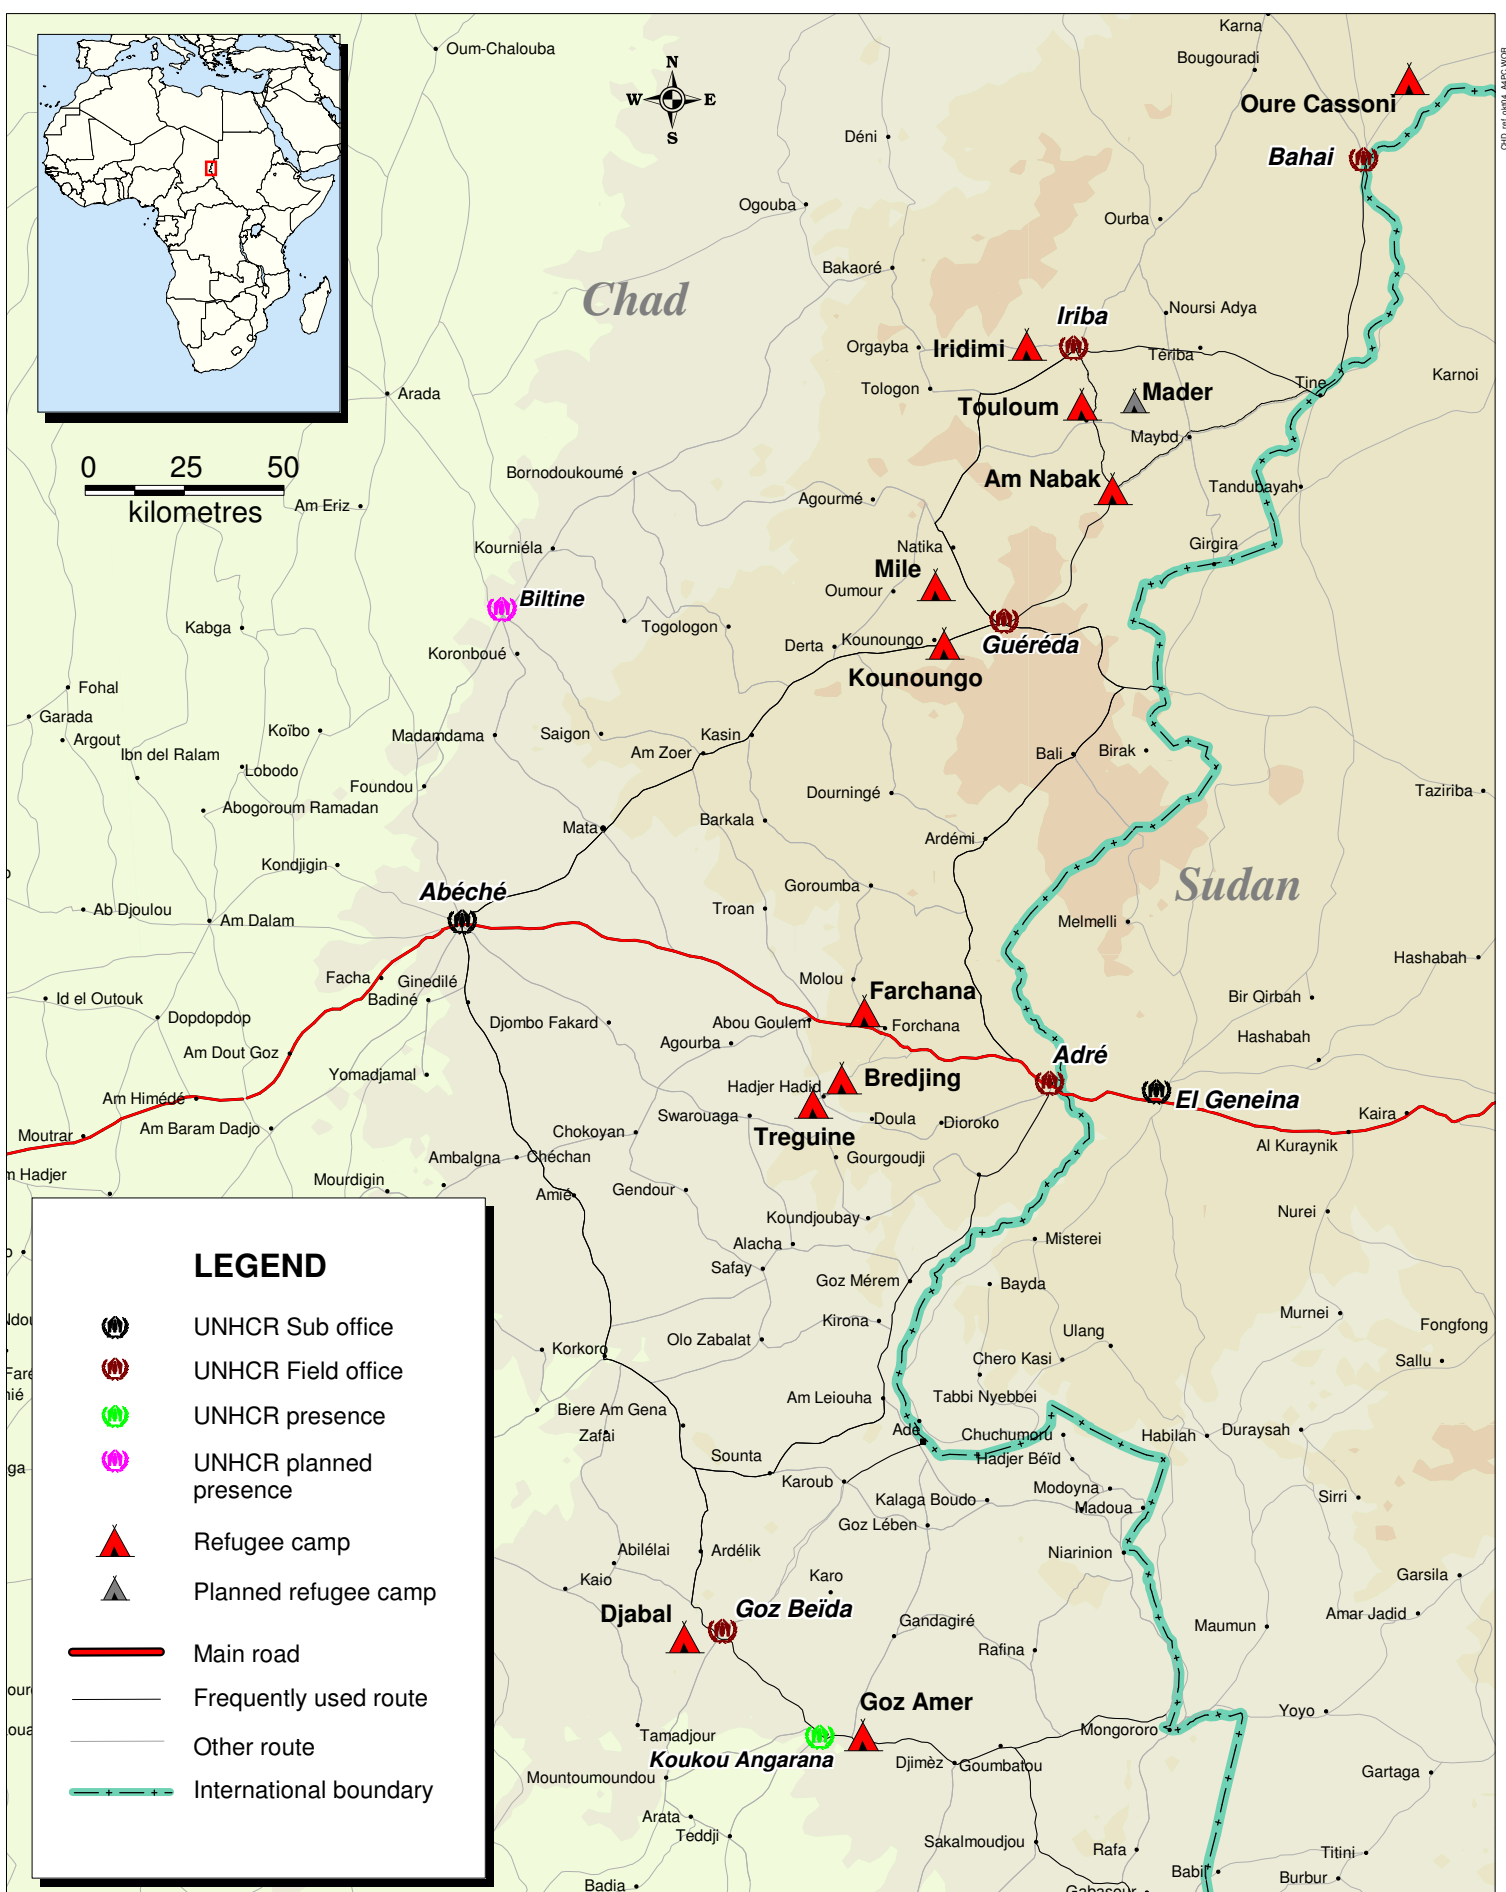 Karna
Oum-Chalouba
Bougouradi
N
W
E
S
Oure Cassoni
Déni
Bahai
Ogouba
Ourba
Bakaoré
Chad
Noursi Adya
Iriba
Orgayba
Iridimi
Tériba
Karnoi
Tine
Tologon
Arada
Touloum
Mader
Maybd
0 25 50
kilometres
Bornodoukoumé
Am Nabak
Tandubayah
Agourmé
Am Eriz
Kourniéla
Natika
Girgira
Mile
Oumour
Biltine
Kabga
Togologon
Kounoungo
Derta
Guéréda
Koronboué
Kounoungo
Fohal
Garada
Argout
Koïbo
Madamdama
Saigon
Kasin
Am Zoer
Bali
Birak
Ibn del Ralam
Lobodo
Foundou
Dourningé
Taziriba
Abogoroum Ramadan
Mata
Barkala
Ardémi
Kondjigin
Goroumba
Sudan
Abéché
Ab Djoulou
Am Dalam
Troan
Melmelli
Hashabah
Facha
Ginedilé
Molou
Badiné
Farchana
Id el Outouk
Bir Qirbah
Dopdopdop
Djombo Fakard
Abou Goulem
Forchana
Hashabah
Agourba
Am Dout Goz
Adré
Yomadjamal
Hadjer Hadid
Bredjing
Am Himédé
El Geneina
Swarouaga
Doula
Dioroko
Kaira
Am Baram Dadjo
Moutrar
Chokoyan
Treguine
Al Kuraynik
Ambalgna
Chéchan
Gourgoudji
m Hadjer
Mourdigin
Amié
Gendour
Koundjoubay
Nurei
Alacha
Misterei
Safay
Goz Mérem
Bayda
LEGEND
UNHCR Sub office
UNHCR Field office
UNHCR presence
UNHCR planned
presence
Refugee camp
Planned refugee camp
Main road
Frequently used route
Other route
International boundary
Kirona
Murnei
Fongfong
Olo Zabalat
Ulang
Korkoro
Chero Kasi
Sallu
Am Leiouha
Tabbi Nyebbei
Biere Am Gena
Zafai
Adé
Chuchumoru
Habilah
Duraysah
Sounta
Hadjer Béïd
Karoub
Modoyna
Kalaga Boudo
Madoua
Sirri
Goz Lében
Niarinion
Abilélai
Ardélik
Kaio
Karo
Garsila
Djabal
Goz Beïda
Gandagiré
Amar Jadid
Maumun
Rafina
Goz Amer
Yoyo
Tamadjour
Mongororo
Koukou Angarana
Djimèz
Goumbatou
Mountoumoundou
Gartaga
Arata
Teddji
Sakalmoudjou
Rafa
Titini
Babil
Burbur
Badia
Gabasour